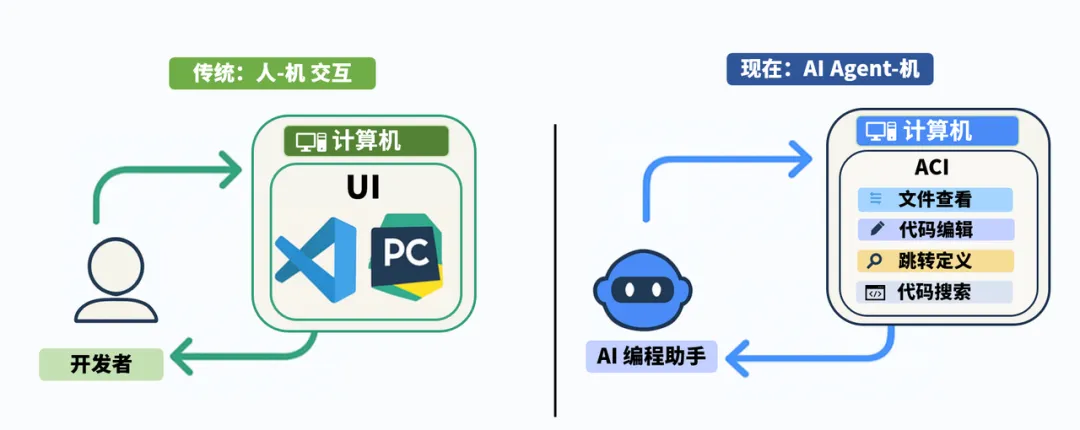 传统：人-机 交互
计算机
UI
PC
开发者
现在：AI Agent-机
计算机
ACI
文件查看
代码编辑
跳转定义
</>
代码搜索
AI 编程助手